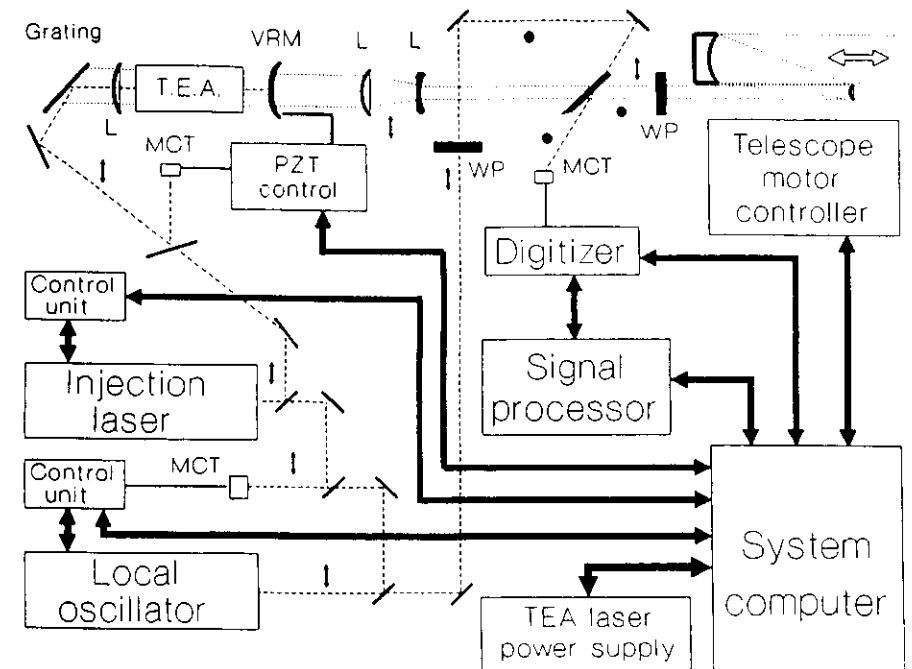 Grating
VRM
L
L
T.E.A.
L
MCT
PZT
control
WP
MCT
WP
Telescope
motor
controller
Digitizer
Control
unit
Injection
laser
Signal
processor
Control
unit
MCT
Local
oscillator
System
computer
TEA laser
power supply